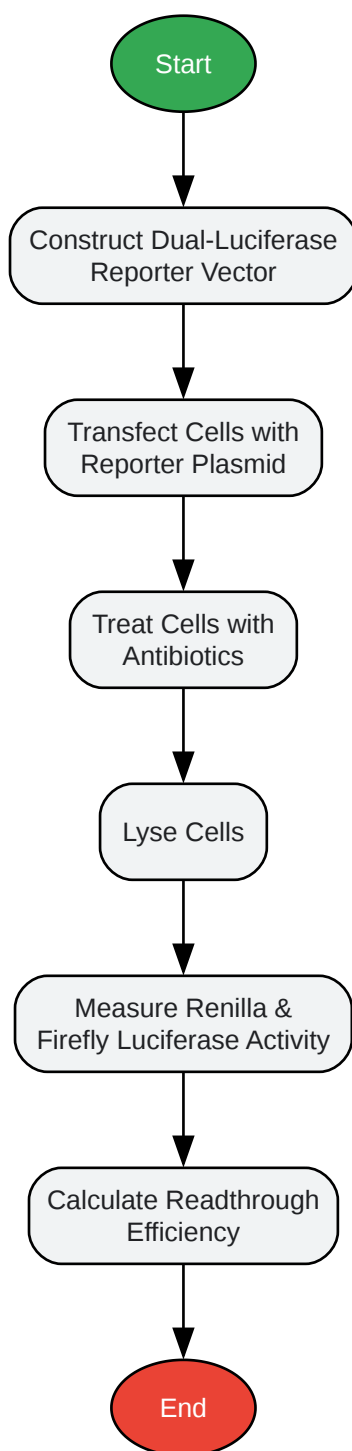 Start
Construct Dual-Luciferase
Reporter Vector
Transfect Cells with
Reporter Plasmid
Treat Cells with
Antibiotics
Lyse Cells
Measure Renilla &
Firefly Luciferase Activity
Calculate Readthrough
Efficiency
End